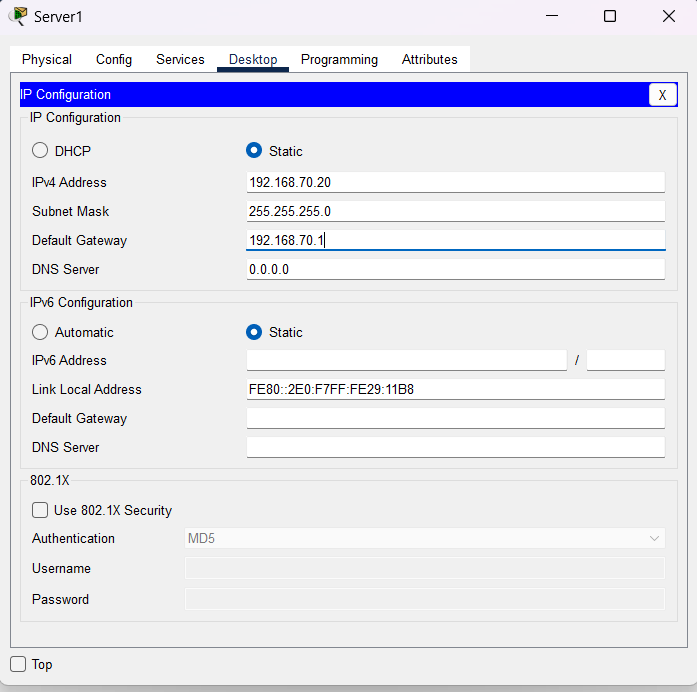 Server1
Physical Config Services Desktop Programming Attributes
IP Configuration X
IP Configuration
DHCP Static
IPv4 Address 192.168.70.20
Subnet Mask 255.255.255.0
Default Gateway 192.168.70.1
DNS Server 0.0.0.0
IPv6 Configuration
Automatic Static
IPv6 Address /
Link Local Address FE80::2E0:F7FF:FE29:11B8
Default Gateway
DNS Server
802.1X
Use 802.1X Security
Authentication MD5
Username
Password
Top